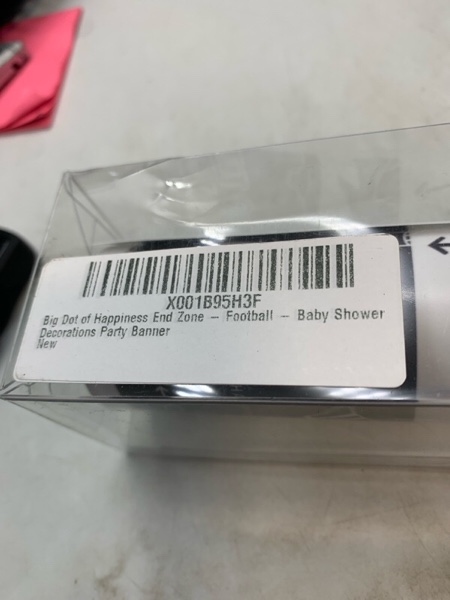 X001B95H3F
Big Dot of Happiness End Zone – Football – Baby Shower
Decorations Party Banner
New